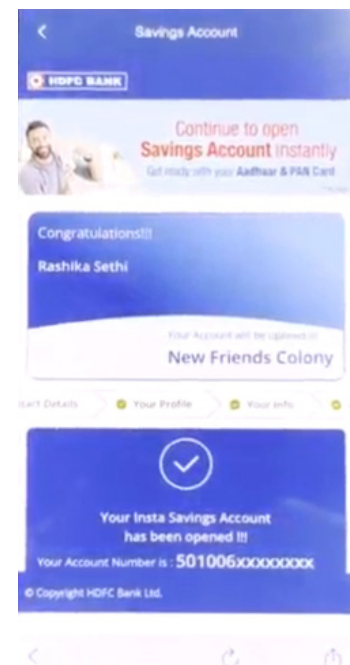 Savings Account
HDFC BANK
Continue to open
Savings Account Instantly
Get ready with your Aadhaar & PAN Card
Congratulations!!!
Rashika Sethi
Your Account will be opened in
New Friends Colony
tact Details
Your Profile
Your Info
Your Insta Savings Account
has been opened !!!
Your Account Number is : 501006xxxxxxxx
© Copyright HDFC Bank Ltd.